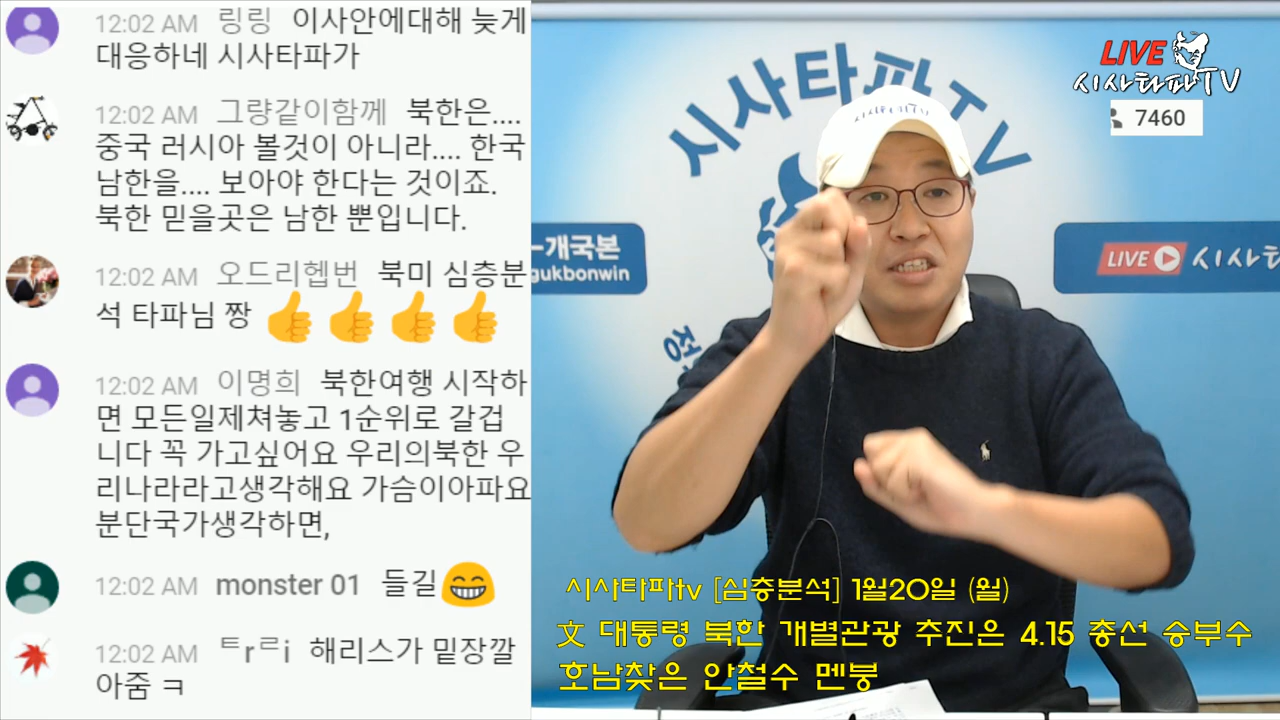 12:02 AM 링링 이사안에대해 늦게
대응하네 시사타파가
12:02 AM 그량같이함께 북한은....
중국 러시아 볼것이 아니라.... 한국
남한을.... 보아야 한다는 것이죠.
북한 믿을곳은 남한 뿐입니다.
12:02 AM 오드리헵번 북미 심층분
석 타파님 짱 👍👍👍👍
12:02 AM 이명희 북한여행 시작하
면 모든일제쳐놓고 1순위로 갈겁
니다 꼭 가고싶어요 우리의북한 우
리나라라고생각해요 가슴이아파요
분단국가생각하면,
12:02 AM monster 01 들길😁
12:02 AM ᄐrᄅi 해리스가 밑장깔
아줌 ㅋ
LIVE
시사타파TV
7460
시사타파TV
-개국본
gukbonwin
LIVE 시사타
시사타파tv [심층분석] 1월20일 (월)
文 대통령 북한 개별관광 추진은 4.15 총선 승부수
호남찾은 안철수 멘붕